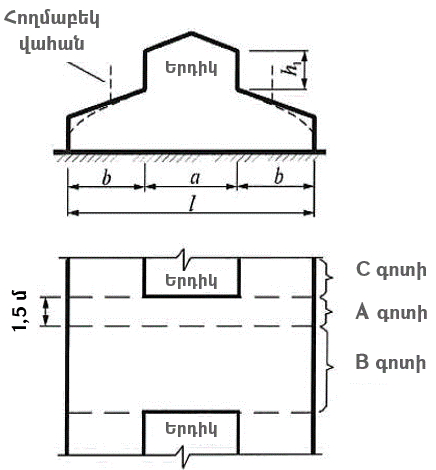 Հողմաբեկ
վահան
Երդիկ
h₁
b a b
l
Երդիկ
C գոտի
1,5 մ
A գոտի
B գոտի
Երդիկ